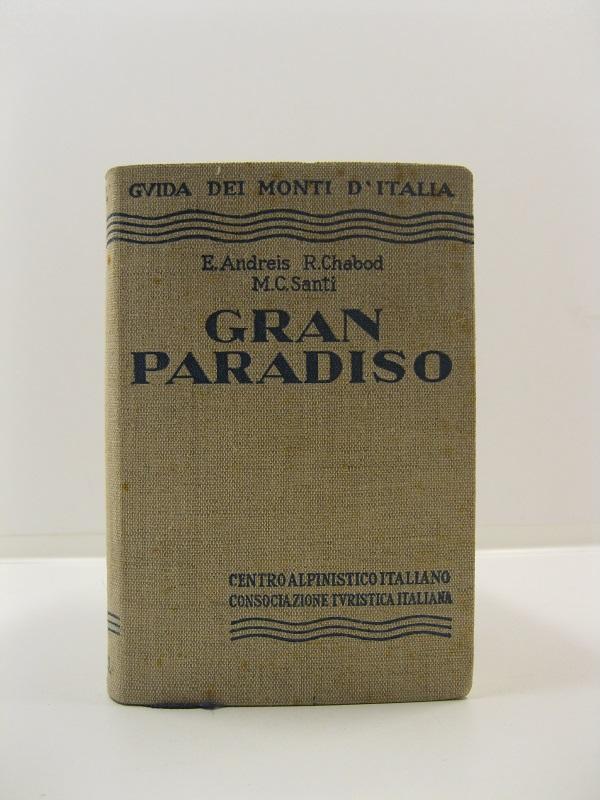 GVIDA DEI MONTI D'ITALIA
E. Andreis R. Chabod
M. C. Santi
GRAN
PARADISO
CENTRO ALPINISTICO ITALIANO
CONSOCIAZIONE TVRISTICA ITALIANA